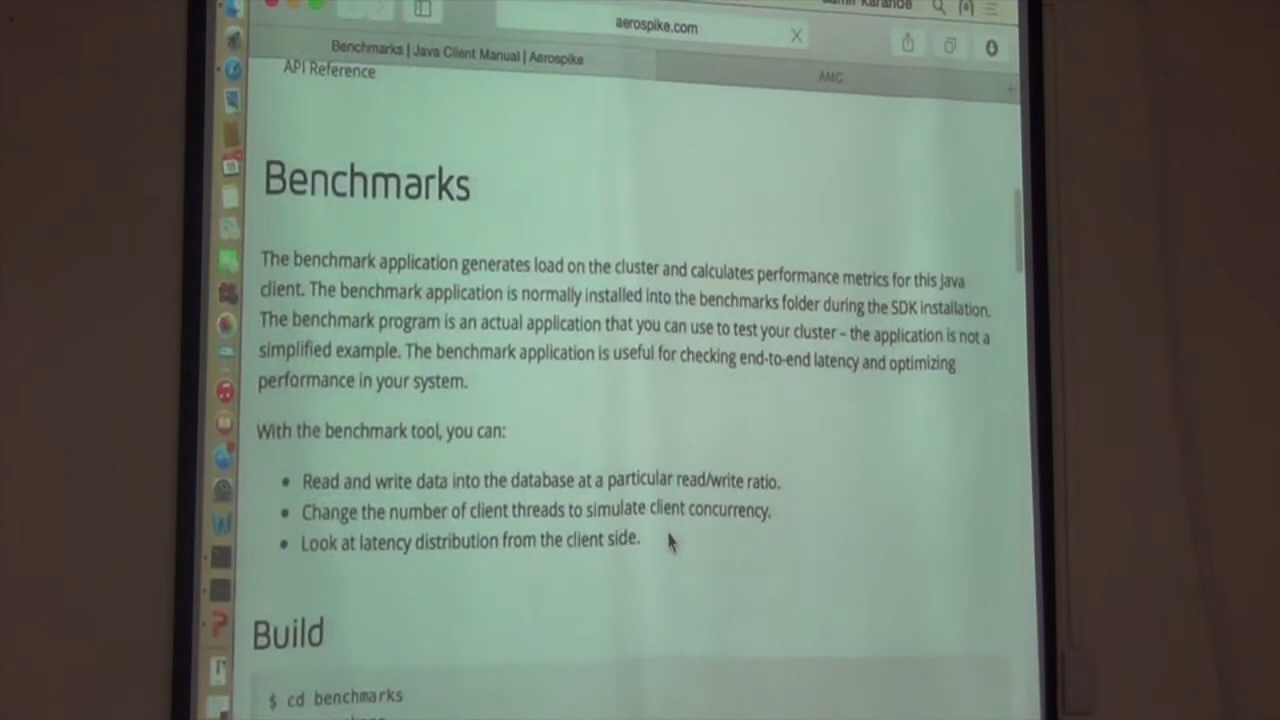 aerospike.com
Benchmarks | Java Client Manual | Aerospike
AMC
API Reference
Benchmarks
The benchmark application generates load on the cluster and calculates performance metrics for this Java
client. The benchmark application is normally installed into the benchmarks folder during the SDK installation.
The benchmark program is an actual application that you can use to test your cluster – the application is not a
simplified example. The benchmark application is useful for checking end-to-end latency and optimizing
performance in your system.
With the benchmark tool, you can:
• Read and write data into the database at a particular read/write ratio.
• Change the number of client threads to simulate client concurrency.
• Look at latency distribution from the client side.
Build
$ cd benchmarks